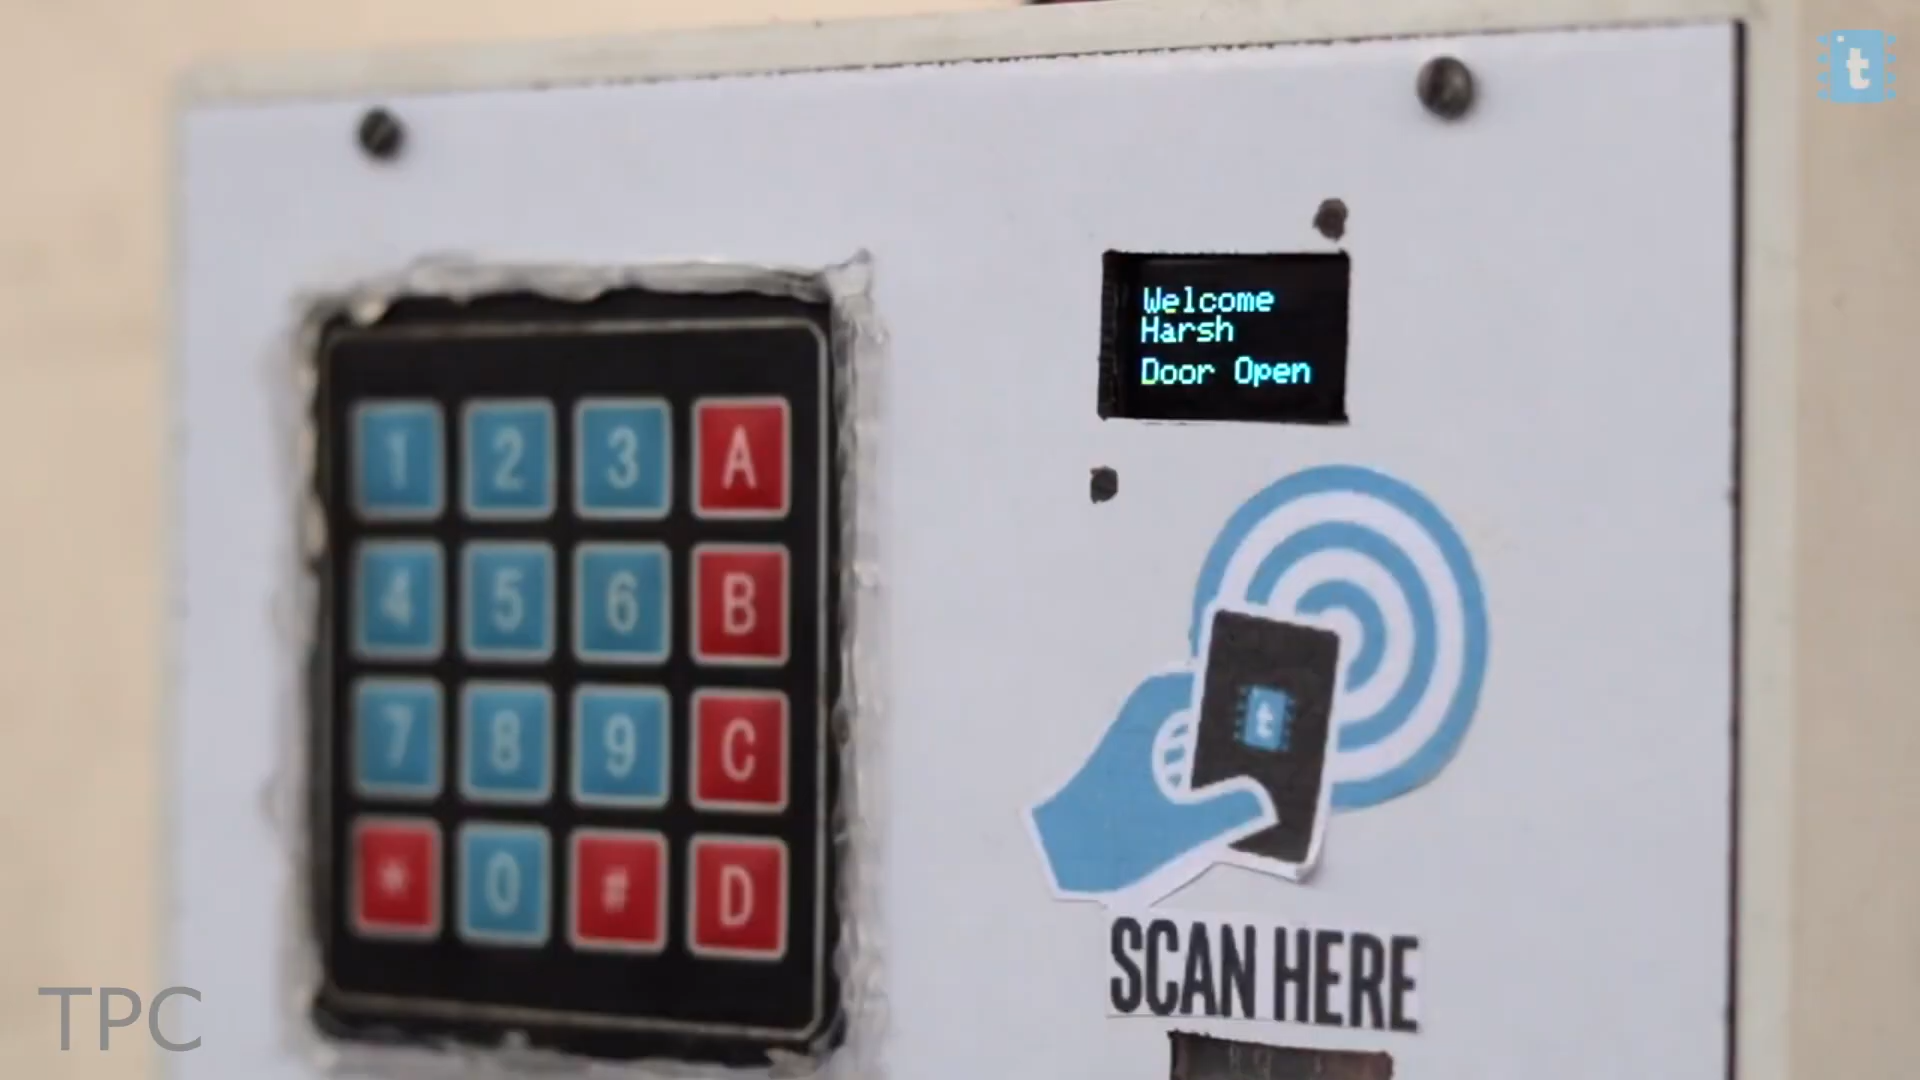 t
Welcome
Harsh
Door Open
1 2 3 A
4 5 6 B
7 8 9 C
* 0 # D
t
SCAN HERE
TPC